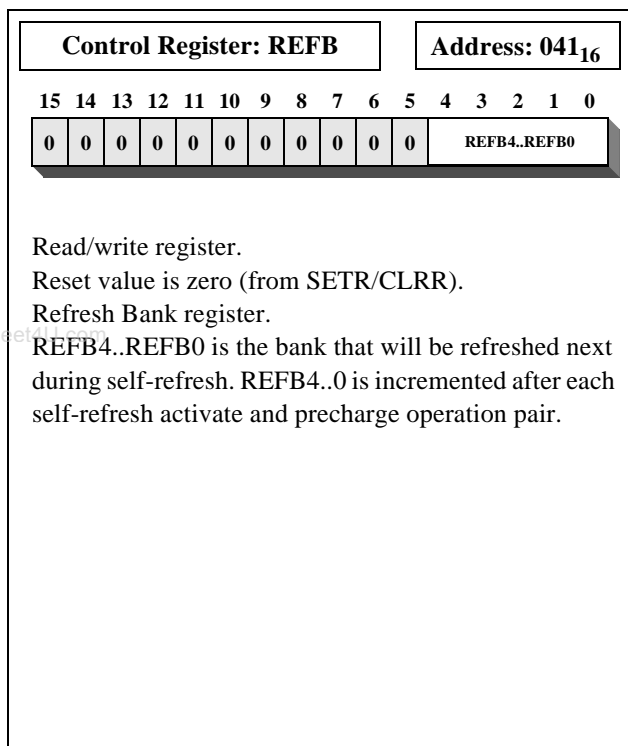 Control Register: REFB
Address: 041₁₆
15 14 13 12 11 10 9 8 7 6 5 4 3 2 1 0
0 0 0 0 0 0 0 0 0 0 0 REFB4..REFB0
Read/write register.
Reset value is zero (from SETR/CLRR).
Refresh Bank register.
REFB4..REFB0 is the bank that will be refreshed next
during self-refresh. REFB4..0 is incremented after each
self-refresh activate and precharge operation pair.